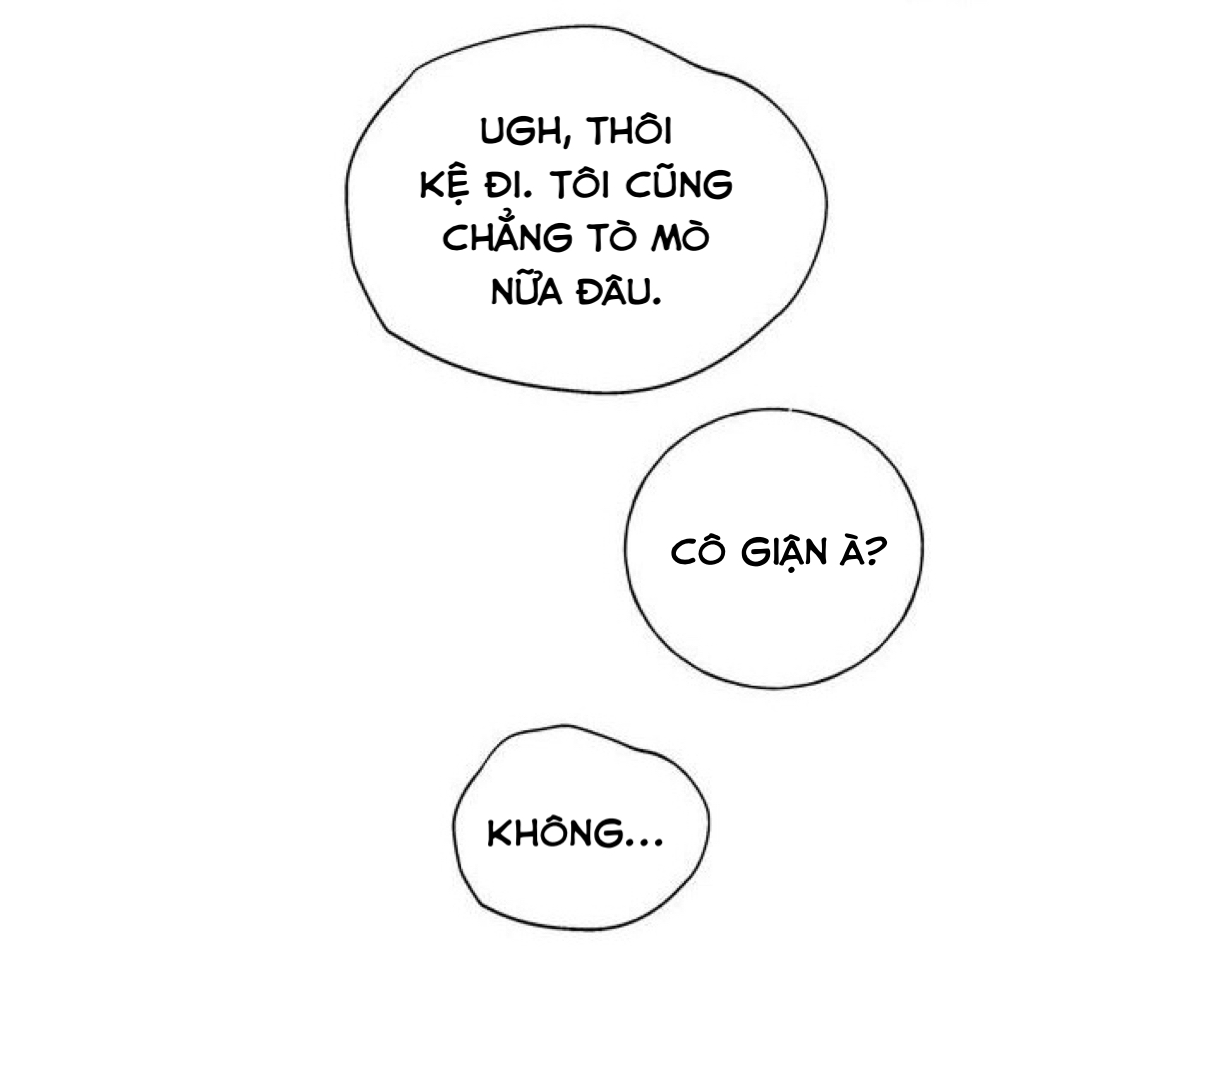 UGH, THÔI
KỆ ĐI. TÔI CŨNG
CHẲNG TÒ MÒ
NỮA ĐÂU.
CÔ GIẬN À?
KHÔNG...